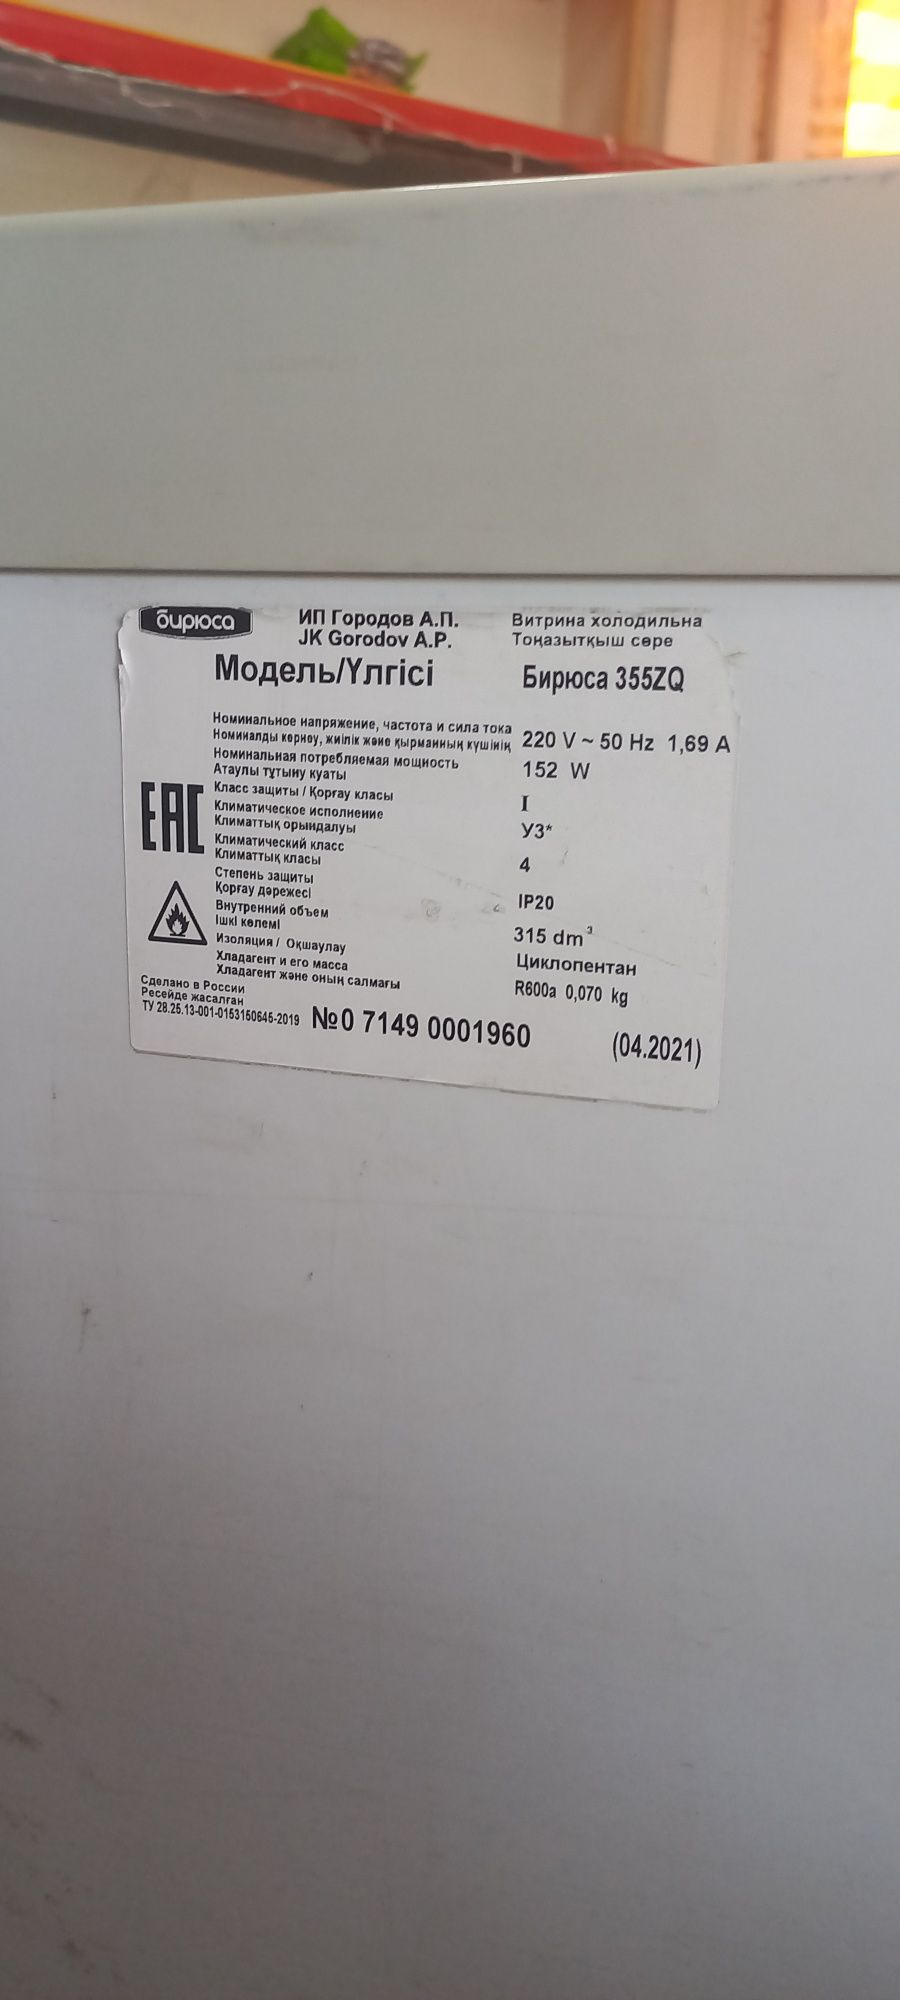 бирюса
ИП Городов А.П.
JK Gorodov A.P.
Витрина холодильна
Тоңазытқыш сөре
Модель/Үлгісі Бирюса 355ZQ
Номинальное напряжение, частота и сила тока
Номиналды кернеу, жиілік және қырманның күшінің 220 V ~ 50 Hz 1,69 A
Номинальная потребляемая мощность 152 W
Атаулы тұтыну куаты
Класс защиты / Қорғау класы I
Климатическое исполнение У3*
Климаттық орындалуы
Климатический класс 4
Климаттық класы
Степень защиты IP20
Қорғау дәрежесі
Внутренний объем 315 dm³
Ішкі көлемі
Изоляция / Оқшаулау Циклопентан
Хладагент и его масса R600a 0,070 kg
Хладагент және оның салмағы
EAC
Сделано в России
Ресейде жасалған
ТУ 28.25.13-001-0153150645-2019 №0 7149 0001960 (04.2021)